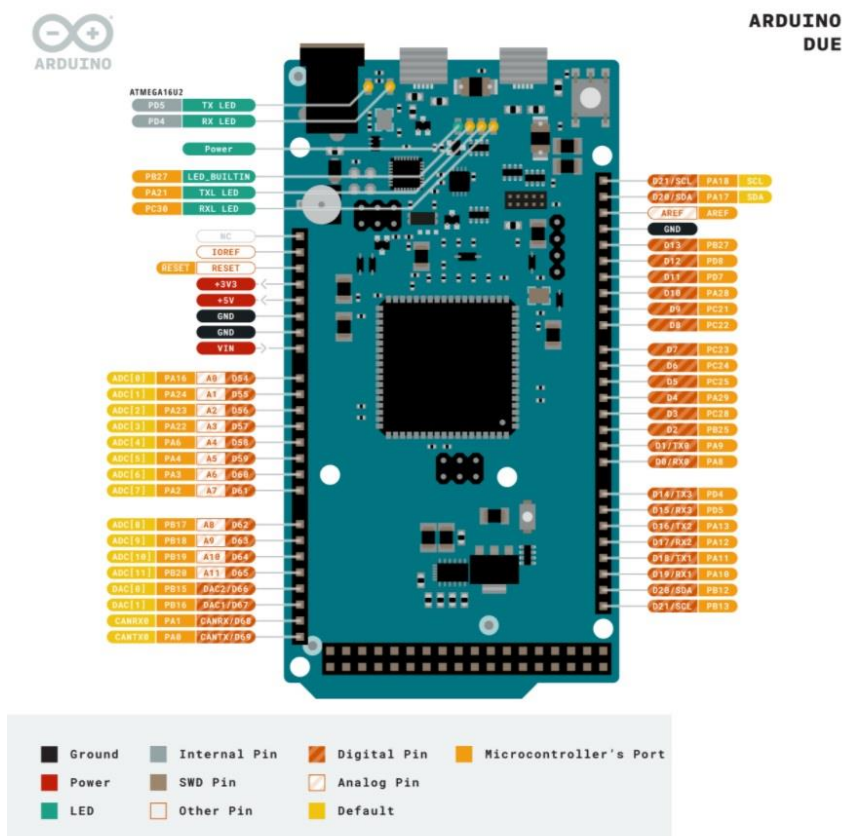 ARDUINO
ARDUINO
DUE
ATMEGA16U2
PD5 TX LED
PD4 RX LED
Power
PB27 LED_BUILTIN
PA21 TXL LED
PC30 RXL LED
NC
IOREF
RESET RESET
+3V3
+5V
GND
GND
VIN
ADC[0] PA16 A0 D54
ADC[1] PA24 A1 D55
ADC[2] PA23 A2 D56
ADC[3] PA22 A3 D57
ADC[4] PA6 A4 D58
ADC[5] PA4 A5 D59
ADC[6] PA3 A6 D60
ADC[7] PA2 A7 D61
ADC[8] PB17 A8 D62
ADC[9] PB18 A9 D63
ADC[10] PB19 A10 D64
ADC[11] PB20 A11 D65
DAC[0] PB15 DAC2/D66
DAC[1] PB16 DAC1/D67
CANRX0 PA1 CANRX/D68
CANTX0 PA0 CANTX/D69
D21/SCL PA18 SCL
D20/SDA PA17 SDA
AREF AREF
GND
D13 PB27
D12 PD8
D11 PD7
D10 PA28
D9 PC21
D8 PC22
D7 PC23
D6 PC24
D5 PC25
D4 PA29
D3 PC28
D2 PB25
D1/TX0 PA9
D0/RX0 PA8
D14/TX3 PD4
D15/RX3 PD5
D16/TX2 PA13
D17/RX2 PA12
D18/TX1 PA11
D19/RX1 PA10
D20/SDA PB12
D21/SCL PB13
Ground Internal Pin Digital Pin Microcontroller's Port
Power SWD Pin Analog Pin
LED Other Pin Default